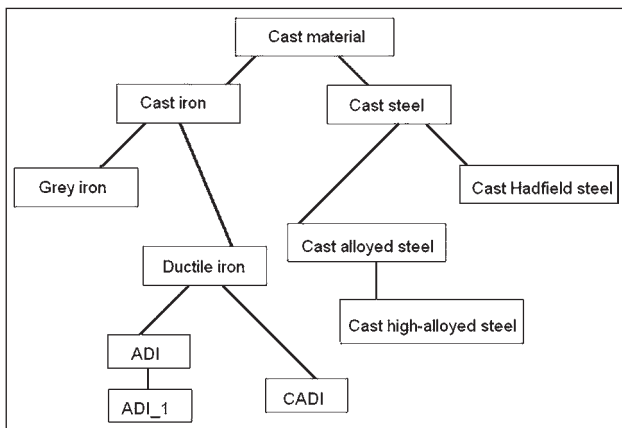 Cast material
Cast iron
Cast steel
Grey iron
Cast Hadfield steel
Cast alloyed steel
Ductile iron
Cast high-alloyed steel
ADI
CADI
ADI_1